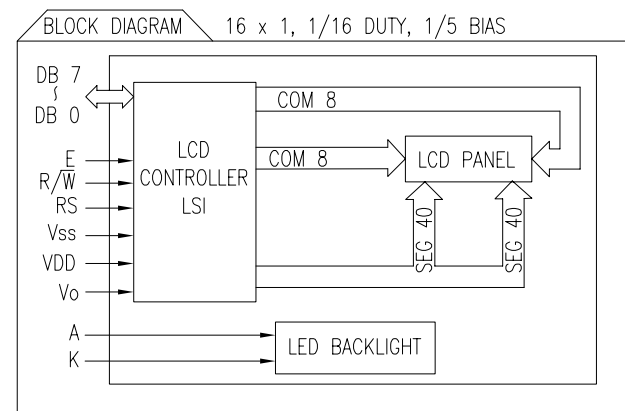 BLOCK DIAGRAM 16 x 1, 1/16 DUTY, 1/5 BIAS
DB 7
~
DB 0
E
R/W̅
RS
Vss
VDD
Vo
A
K
LCD
CONTROLLER
LSI
COM 8
COM 8
LCD PANEL
SEG 40
SEG 40
LED BACKLIGHT